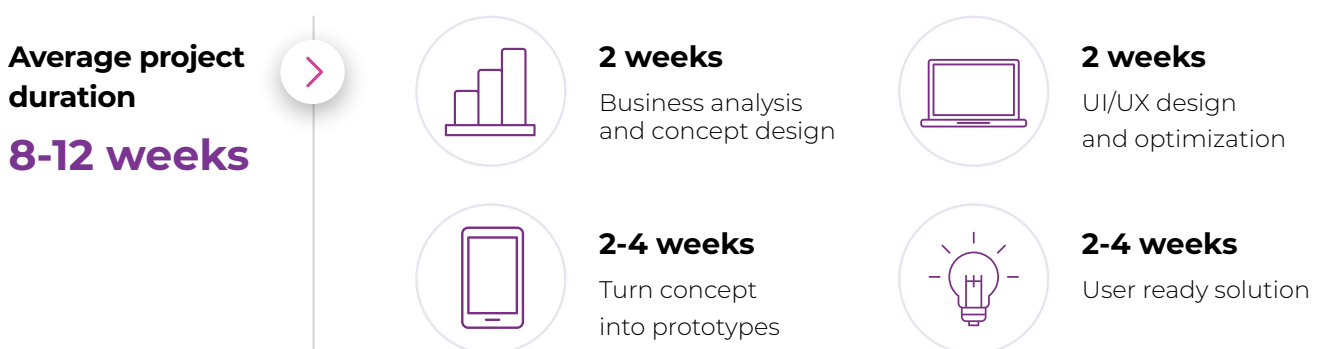 Average project
duration
8-12 weeks
2 weeks
Business analysis
and concept design
2 weeks
UI/UX design
and optimization
2-4 weeks
Turn concept
into prototypes
2-4 weeks
User ready solution